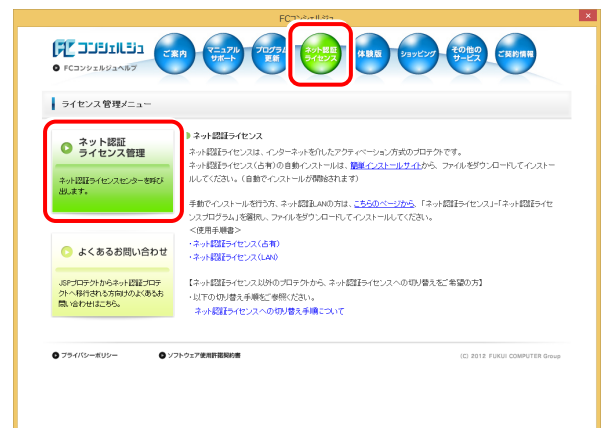 FCコンシェルジュ
FC コンシェルジュ
FCコンシェルジュヘルプ
ご案内
マニュアル
サポート
プログラム
更新
ネット認証
ライセンス
体験版
ショッピング
その他の
サービス
ご契約情報
ライセンス管理メニュー
ネット認証
ライセンス管理
ネット認証ライセンスセンターを呼び
出します。
よくあるお問い合わせ
JSPプロテクトからネット認証プロテ
クトへ移行される方向けのよくあるお
問い合わせはこちら。
ネット認証ライセンス
ネット認証ライセンスは、インターネットを介したアクティベーション方式のプロテクトです。
ネット認証ライセンス(占有)の自動インストールは、簡単インストールサイトから、ファイルをダウンロードしてインストー
ルしてください。(自動でインストールが開始されます)
手動でインストールを行う方、ネット認証LANの方は、こちらのページから、「ネット認証ライセンス」-「ネット認証ライセ
ンスプログラム」を選択し、ファイルをダウンロードしてインストールしてください。
<使用手順書>
・ネット認証ライセンス(占有)
・ネット認証ライセンス(LAN)
【ネット認証ライセンス以外のプロテクトから、ネット認証ライセンスへの切り替えをご希望の方】
・以下の切り替え手順をご参照ください。
ネット認証ライセンスへの切り替え手順について
プライバシーポリシー
ソフトウェア使用許諾契約書
(C) 2012 FUKUI COMPUTER Group